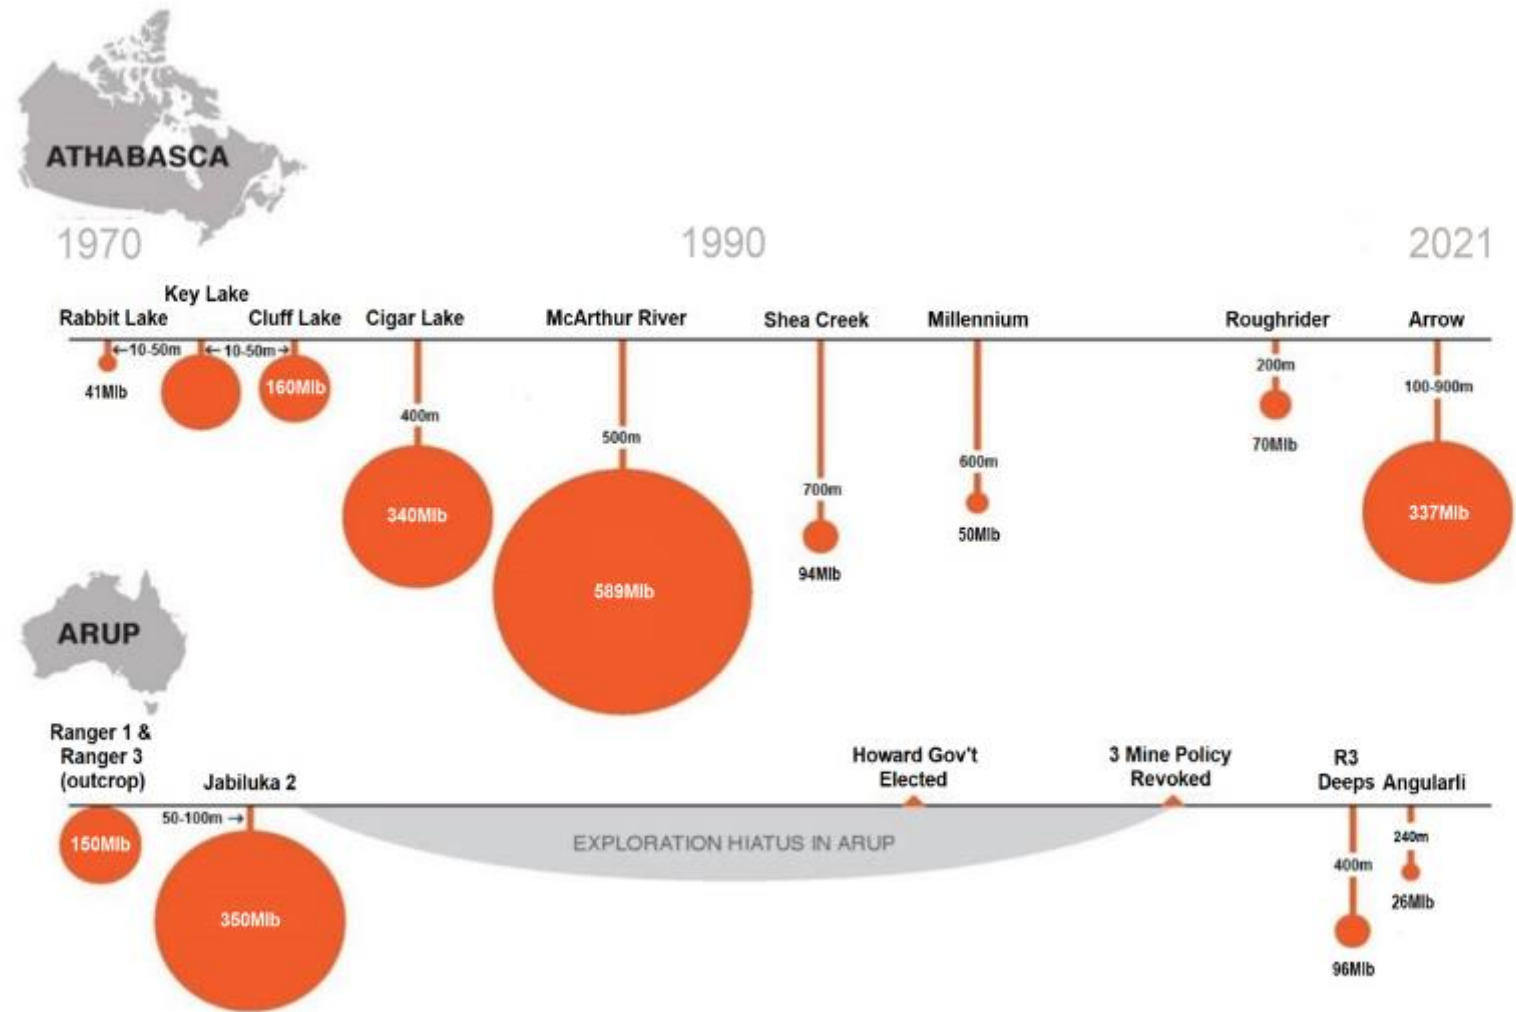 ATHABASCA
1970 1990 2021
Key Lake
Rabbit Lake Cluff Lake Cigar Lake McArthur River Shea Creek Millennium Roughrider Arrow
←10-50m ←10-50m→
200m
41Mlb
160Mlb
100-900m
400m
500m
70Mlb
600m
700m
340Mlb
337Mlb
50Mlb
94Mlb
589Mlb
ARUP
Ranger 1 &
Ranger 3
(outcrop)
Jabiluka 2
Howard Gov't
Elected
3 Mine Policy
Revoked
R3
Deeps
Angularli
50-100m →
150Mlb
EXPLORATION HIATUS IN ARUP
240m
400m
26Mlb
350Mlb
96Mlb